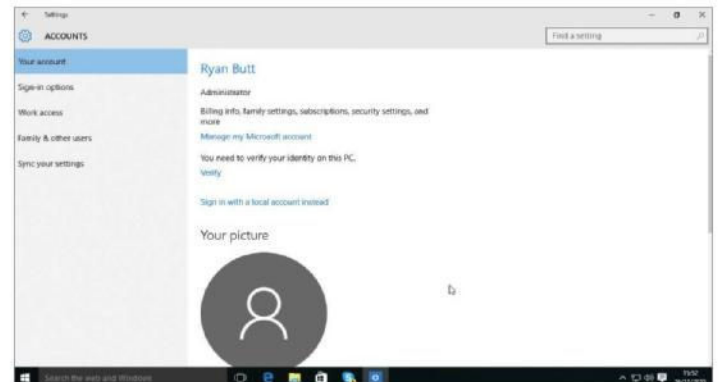 Settings
ACCOUNTS
Find a setting
Your account
Sign-in options
Work access
Family & other users
Sync your settings
Ryan Butt
Administrator
Billing info, family settings, subscriptions, security settings, and
more
Manage my Microsoft account
You need to verify your identity on this PC.
Verify
Sign in with a local account instead
Your picture
Search the web and Windows
15:52